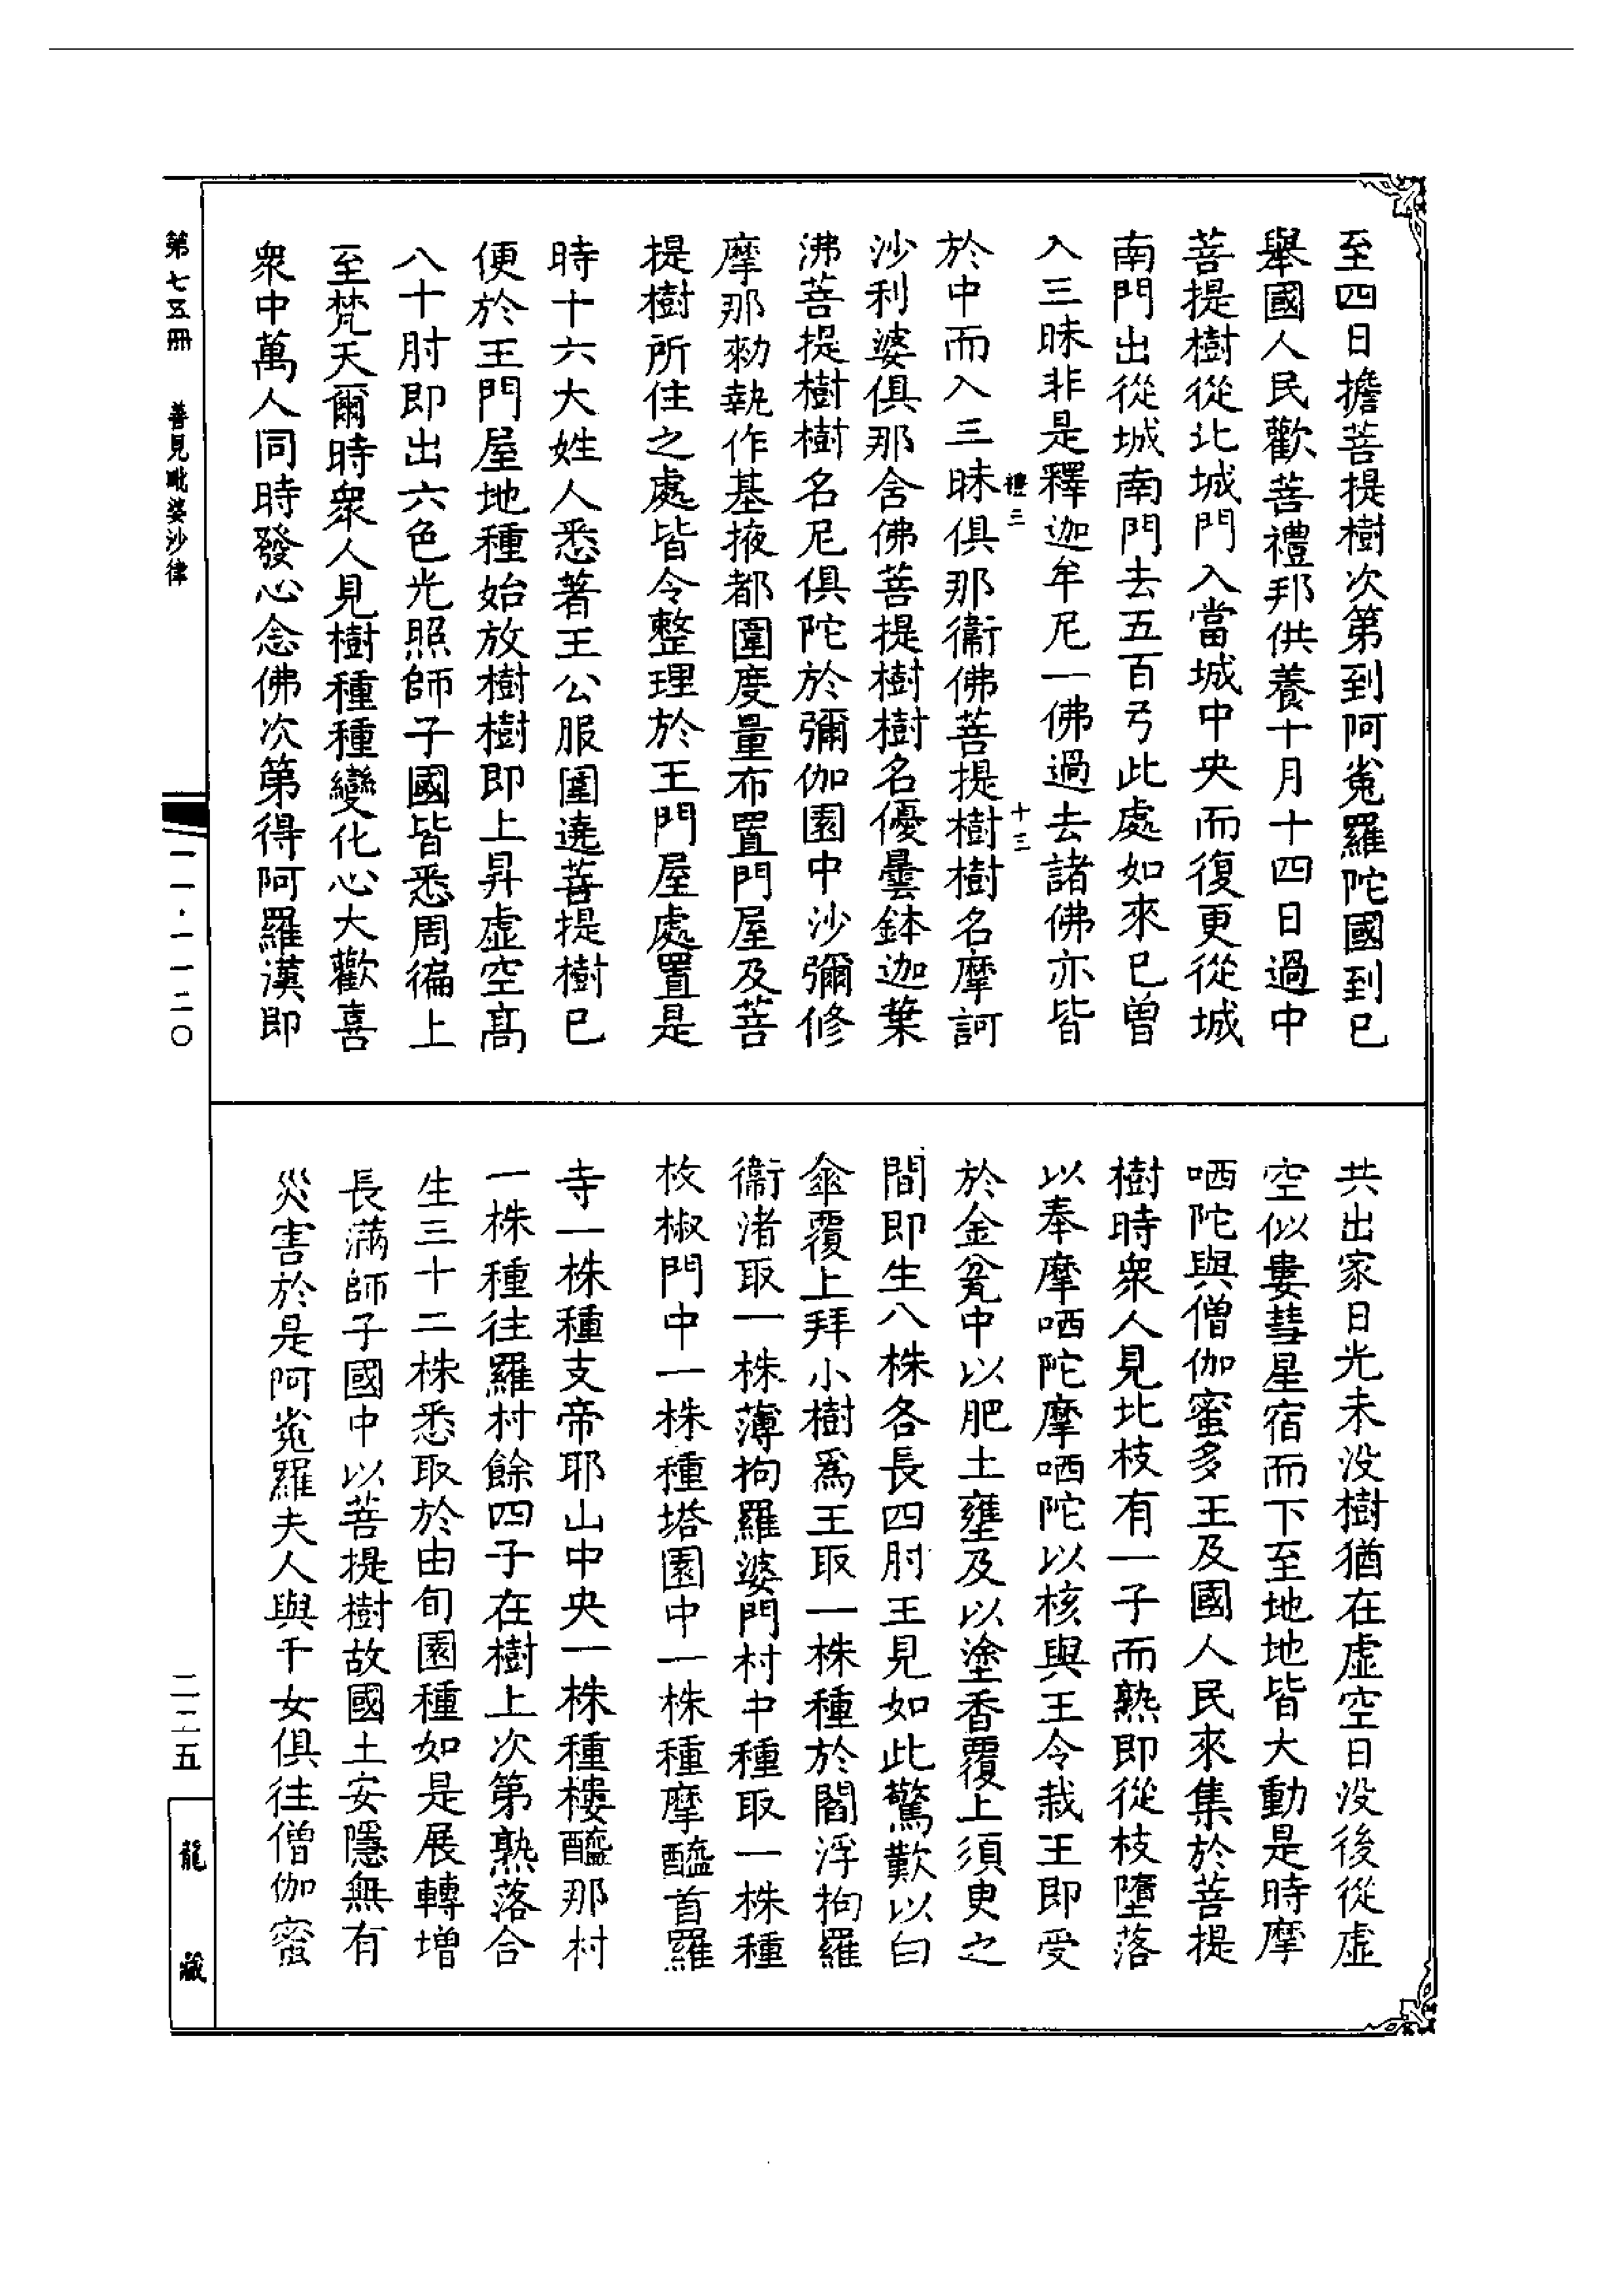 至四日擔菩提樹次第到阿㝹羅陀國到已
舉國人民歡喜禮拜供養十月十四日過中
菩提樹從北城門入當城中央而復更從城
南門出從城南門去五百弓此處如來已曾
入三昧非是釋迦牟尼一佛過去諸佛亦皆
禮三
十三
於中而入三昧俱那衞佛菩提樹樹名摩訶
沙利婆俱那含佛菩提樹樹名優曇鉢迦葉
沸菩提樹樹名尼俱陀於彌伽園中沙彌修
摩那勑執作基掖都圍度量布置門屋及菩
提樹所住之處皆令整理於王門屋處置是
時十六大姓人悉著王公服圍遶菩提樹已
便於王門屋地種始放樹樹即上昇虛空髙
八十肘即出六色光照師子國皆悉周徧上
至梵天爾時衆人見樹種種變化心大歡喜
衆中萬人同時發心念佛次第得阿羅漢即
共出家日光未没樹猶在虛空日没後從虛
空似婁彗星宿而下至地地皆大動是時摩
哂陀與僧伽蜜多王及國人民來集於菩提
樹時衆人見北枝有一子而熟即從枝墮落
以奉摩哂陀摩哂陀以核與王令栽王即受
於金瓫中以肥土壅及以塗香覆上須臾之
間即生八株各長四肘王見如此驚歎以白
傘覆上拜小樹爲王取一株種於閻浮拘羅
衞渚取一株薄拘羅婆門村中種取一株種
枚椒門中一株種塔園中一株種摩醯首羅
寺一株種支帝耶山中央一株種樓醯那村
一株種往羅村餘四子在樹上次第熟落合
生三十二株悉取於由旬園種如是展轉增
長滿師子國中以菩提樹故國土安隱無有
災害於是阿㝹羅夫人與千女俱往僧伽蜜
第七五冊 善見毗婆沙律
一一·一一二〇
二二五
龍藏